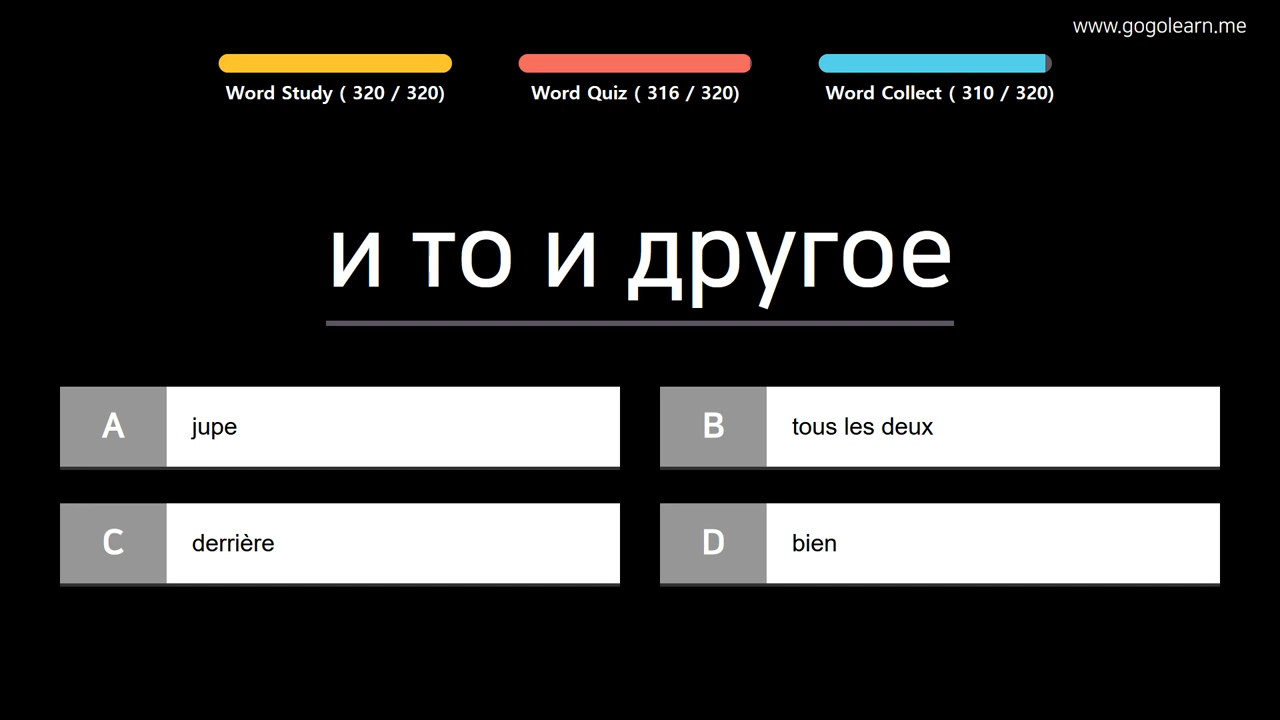 www.gogolearn.me
Word Study ( 320 / 320)
Word Quiz ( 316 / 320)
Word Collect ( 310 / 320)
и то и другое
A jupe
B tous les deux
C derrière
D bien